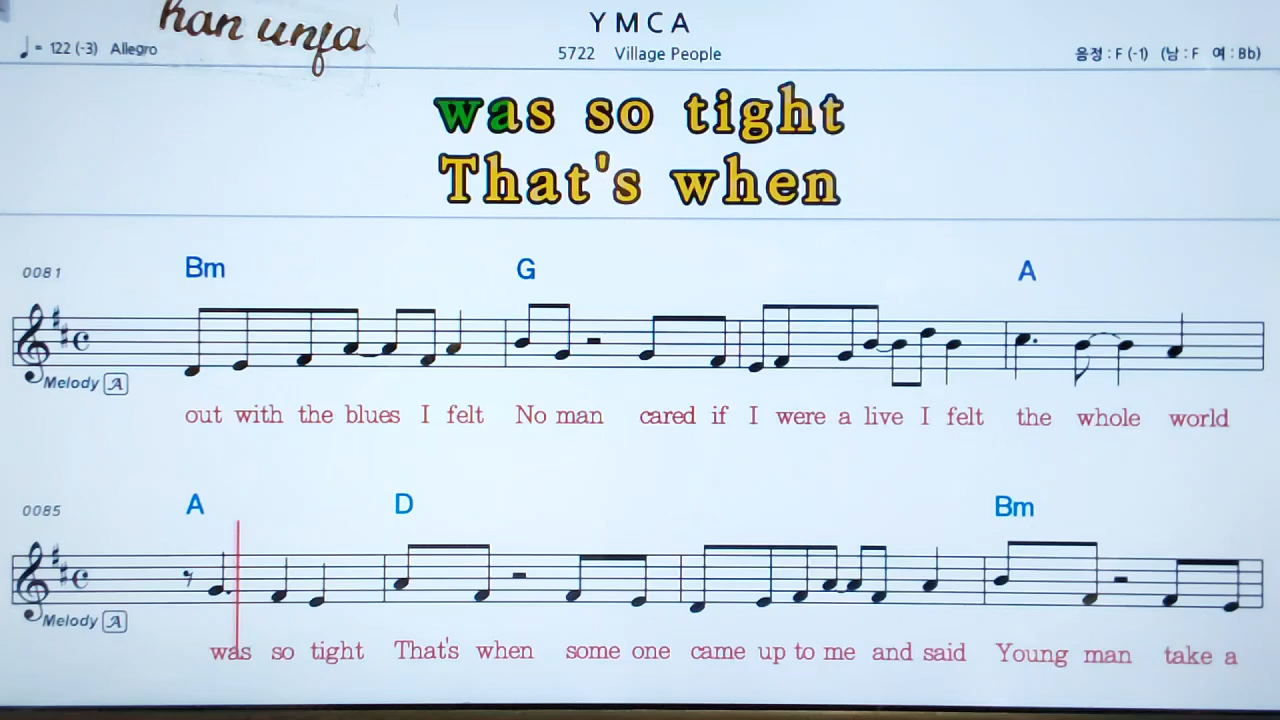 han unfa
YMCA
♩ = 122 (-3) Allegro
5722 Village People
음정 : F (-1) (남 : F 여 : Bb)
was so tight
That's when
0081
Bm G A
Melody A
out with the blues I felt No man cared if I were a live I felt the whole world
0085
A D Bm
Melody A
was so tight That's when some one came up to me and said Young man take a